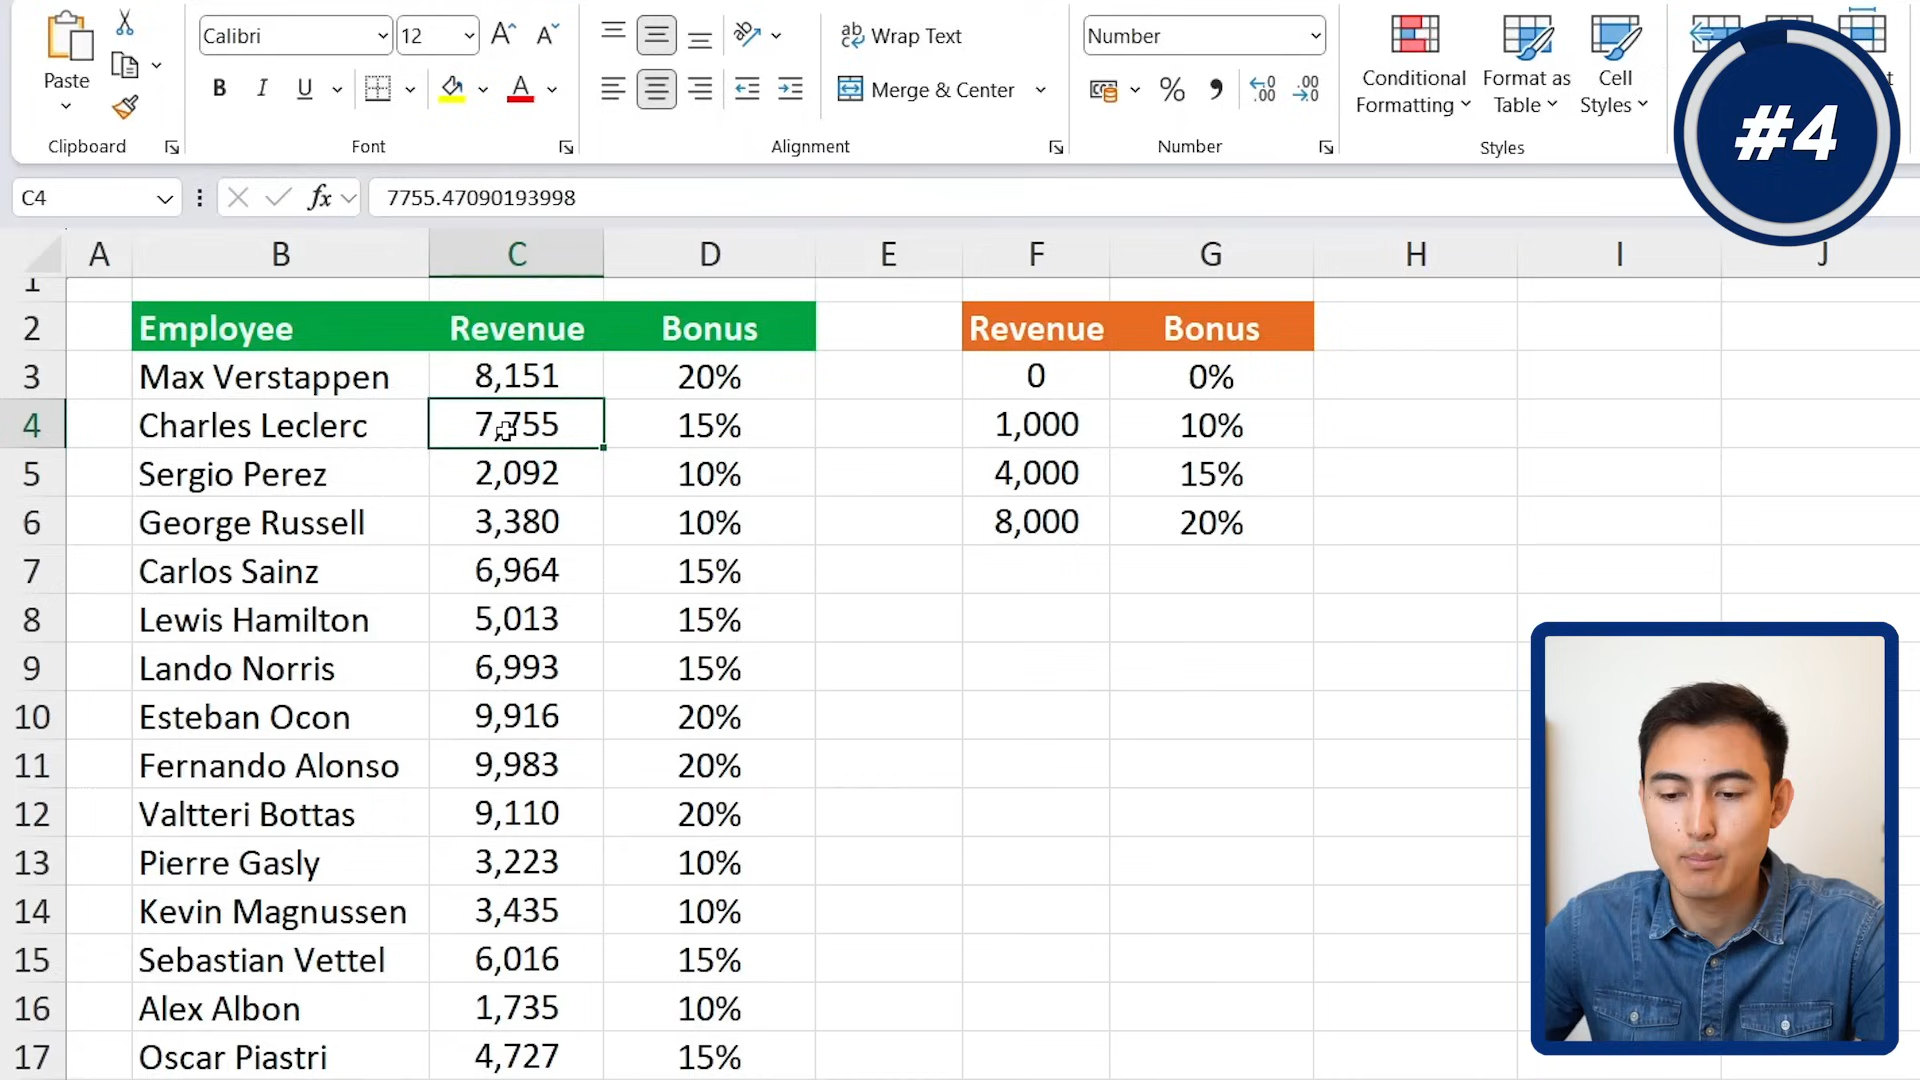 Calibri 12 Wrap Text Number
Paste B I U A Merge & Center % Conditional Formatting Format as Table Cell Styles
#4
Clipboard Font Alignment Number Styles
C4 fx 7755.47090193998
A B C D E F G H I J
1
2 Employee Revenue Bonus Revenue Bonus
3 Max Verstappen 8,151 20% 0 0%
4 Charles Leclerc 7,755 15% 1,000 10%
5 Sergio Perez 2,092 10% 4,000 15%
6 George Russell 3,380 10% 8,000 20%
7 Carlos Sainz 6,964 15%
8 Lewis Hamilton 5,013 15%
9 Lando Norris 6,993 15%
10 Esteban Ocon 9,916 20%
11 Fernando Alonso 9,983 20%
12 Valtteri Bottas 9,110 20%
13 Pierre Gasly 3,223 10%
14 Kevin Magnussen 3,435 10%
15 Sebastian Vettel 6,016 15%
16 Alex Albon 1,735 10%
17 Oscar Piastri 4,727 15%